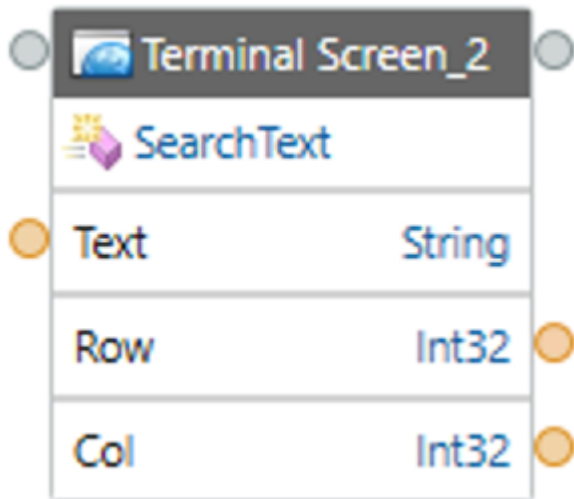 Terminal Screen_2
SearchText
Text String
Row Int32
Col Int32